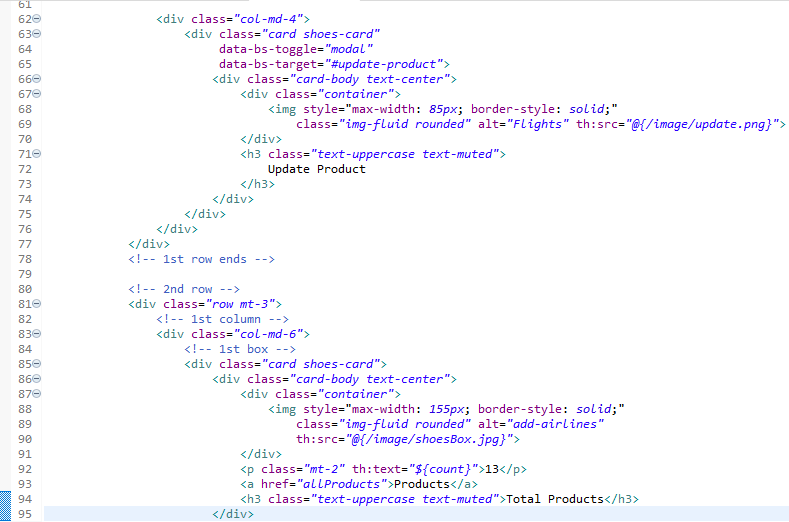 61
62 <div class="col-md-4">
63 <div class="card shoes-card"
64 data-bs-toggle="modal"
65 data-bs-target="#update-product">
66 <div class="card-body text-center">
67 <div class="container">
68 <img style="max-width: 85px; border-style: solid;"
69 class="img-fluid rounded" alt="Flights" th:src="@{/image/update.png}">
70 </div>
71 <h3 class="text-uppercase text-muted">
72 Update Product
73 </h3>
74 </div>
75 </div>
76 </div>
77 </div>
78 <!-- 1st row ends -->
79
80 <!-- 2nd row -->
81 <div class="row mt-3">
82 <!-- 1st column -->
83 <div class="col-md-6">
84 <!-- 1st box -->
85 <div class="card shoes-card">
86 <div class="card-body text-center">
87 <div class="container">
88 <img style="max-width: 155px; border-style: solid;"
89 class="img-fluid rounded" alt="add-airlines"
90 th:src="@{/image/shoesBox.jpg}">
91 </div>
92 <p class="mt-2" th:text="${count}">13</p>
93 <a href="allProducts">Products</a>
94 <h3 class="text-uppercase text-muted">Total Products</h3>
95 </div>